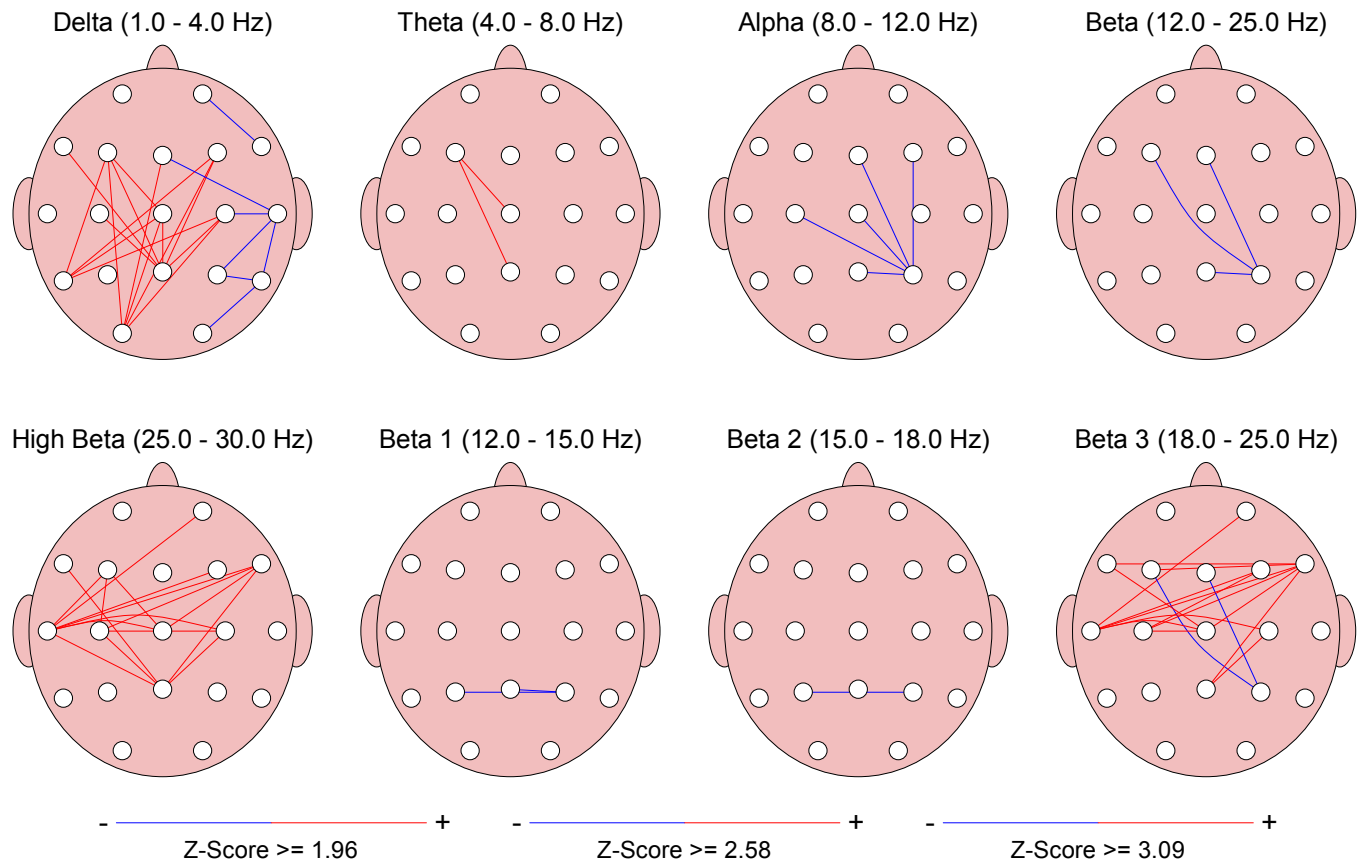 Delta (1.0 - 4.0 Hz)
Theta (4.0 - 8.0 Hz)
Alpha (8.0 - 12.0 Hz)
Beta (12.0 - 25.0 Hz)
High Beta (25.0 - 30.0 Hz)
Beta 1 (12.0 - 15.0 Hz)
Beta 2 (15.0 - 18.0 Hz)
Beta 3 (18.0 - 25.0 Hz)
- +
Z-Score >= 1.96
- +
Z-Score >= 2.58
- +
Z-Score >= 3.09